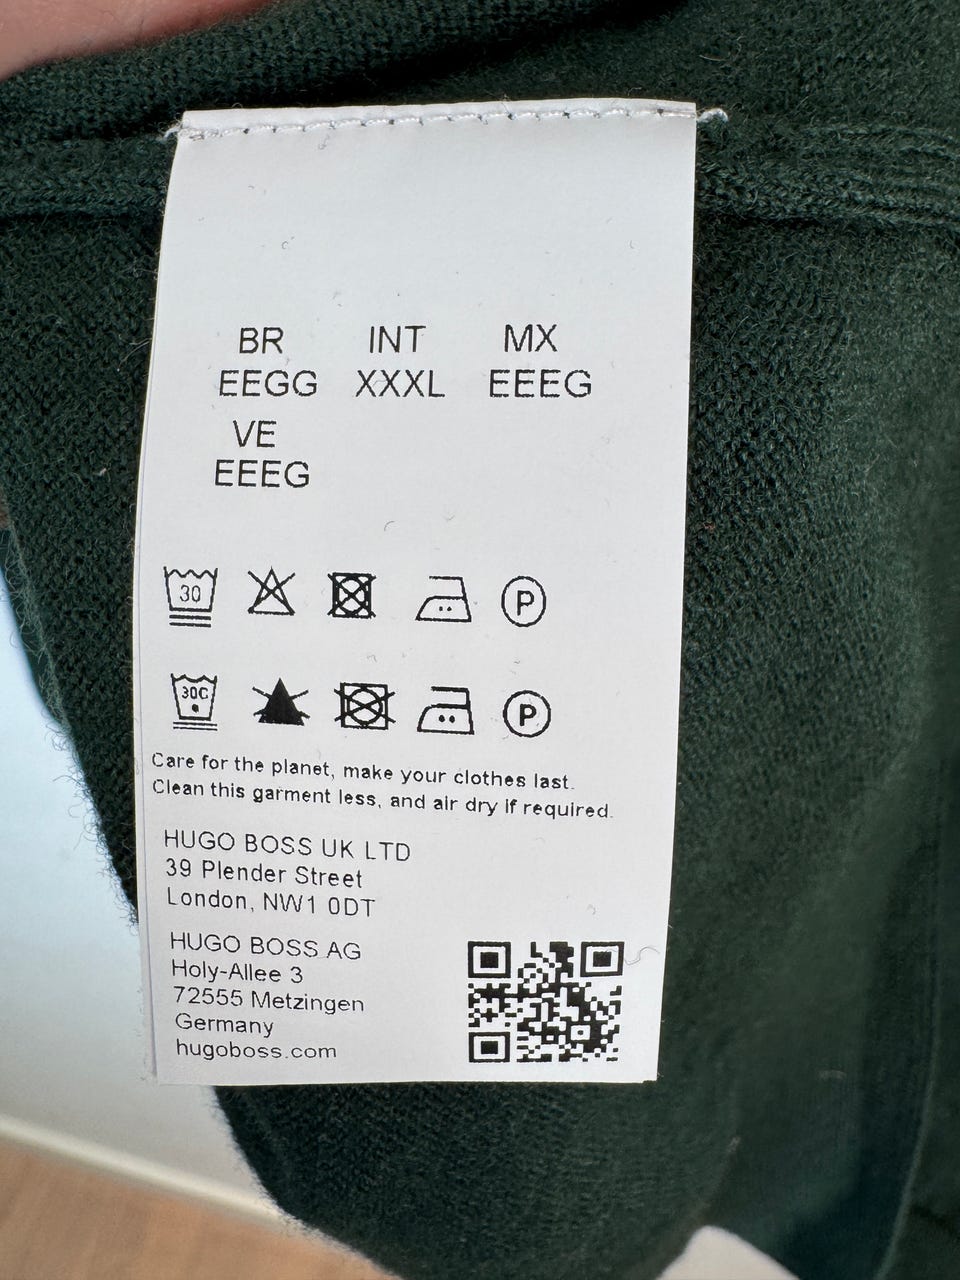 BR INT MX
EEGG XXXL EEEG
VE
EEEG
30 P
30C P
Care for the planet, make your clothes last.
Clean this garment less, and air dry if required.
HUGO BOSS UK LTD
39 Plender Street
London, NW1 0DT
HUGO BOSS AG
Holy-Allee 3
72555 Metzingen
Germany
hugoboss.com